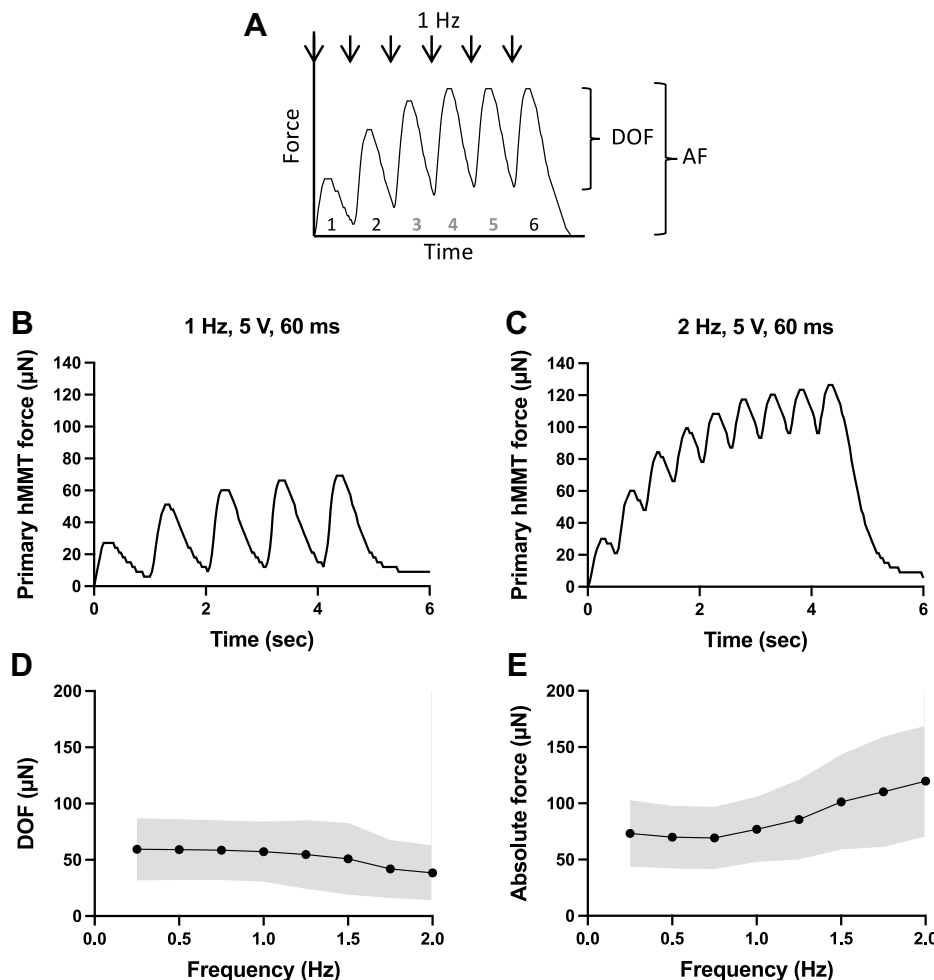 A
1 Hz
Force
DOF
AF
1 2 3 4 5 6
Time
B
1 Hz, 5 V, 60 ms
Primary hMMT force (µN)
140
120
100
80
60
40
20
0
0 2 4 6
Time (sec)
C
2 Hz, 5 V, 60 ms
Primary hMMT force (µN)
140
120
100
80
60
40
20
0
0 2 4 6
Time (sec)
D
DOF
(µN)
200
150
100
50
0
0.0 0.5 1.0 1.5 2.0
Frequency (Hz)
E
Absolute force (µN)
200
150
100
50
0
0.0 0.5 1.0 1.5 2.0
Frequency (Hz)